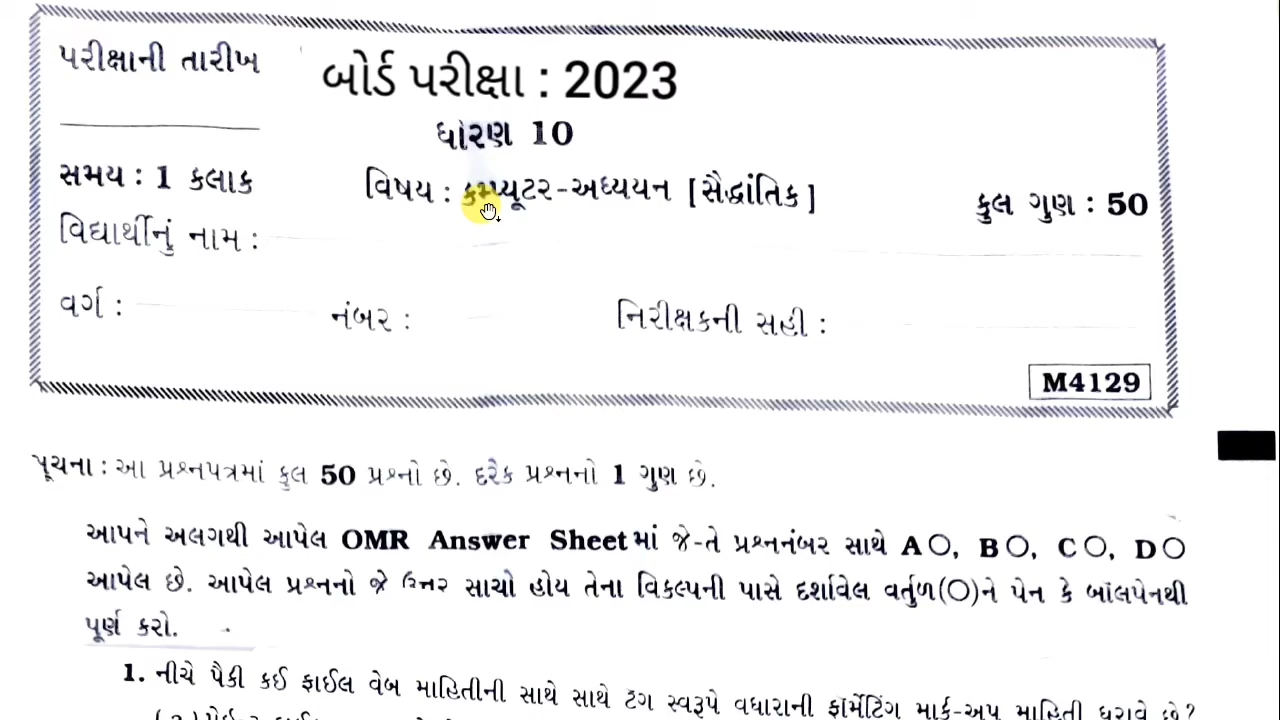 પરીક્ષાની તારીખ
બોર્ડ પરીક્ષા : 2023
ધોરણ 10
સમય : 1 કલાક
વિષય : કમ્પ્યૂટર-અધ્યયન [સૈદ્ધાંતિક]
કુલ ગુણ : 50
વિદ્યાર્થીનું નામ :
વર્ગ :
નંબર :
નિરીક્ષકની સહી :
M4129
સૂચના : આ પ્રશ્નપત્રમાં કુલ 50 પ્રશ્નો છે. દરેક પ્રશ્નનો 1 ગુણ છે.
આપને અલગથી આપેલ OMR Answer Sheetમાં જે-તે પ્રશ્નનંબર સાથે A○, B○, C○, D○
આપેલ છે. આપેલ પ્રશ્નનો જે ઉત્તર સાચો હોય તેના વિકલ્પની પાસે દર્શાવેલ વર્તુળ(○)ને પેન કે બૉલપેનથી
પૂર્ણ કરો.
1. નીચે પૈકી કઈ ફાઈલ વેબ માહિતીની સાથે સાથે ટૅગ સ્વરૂપે વધારાની ફૉર્મેટિંગ માર્ક-અપ માહિતી ધરાવે છે?